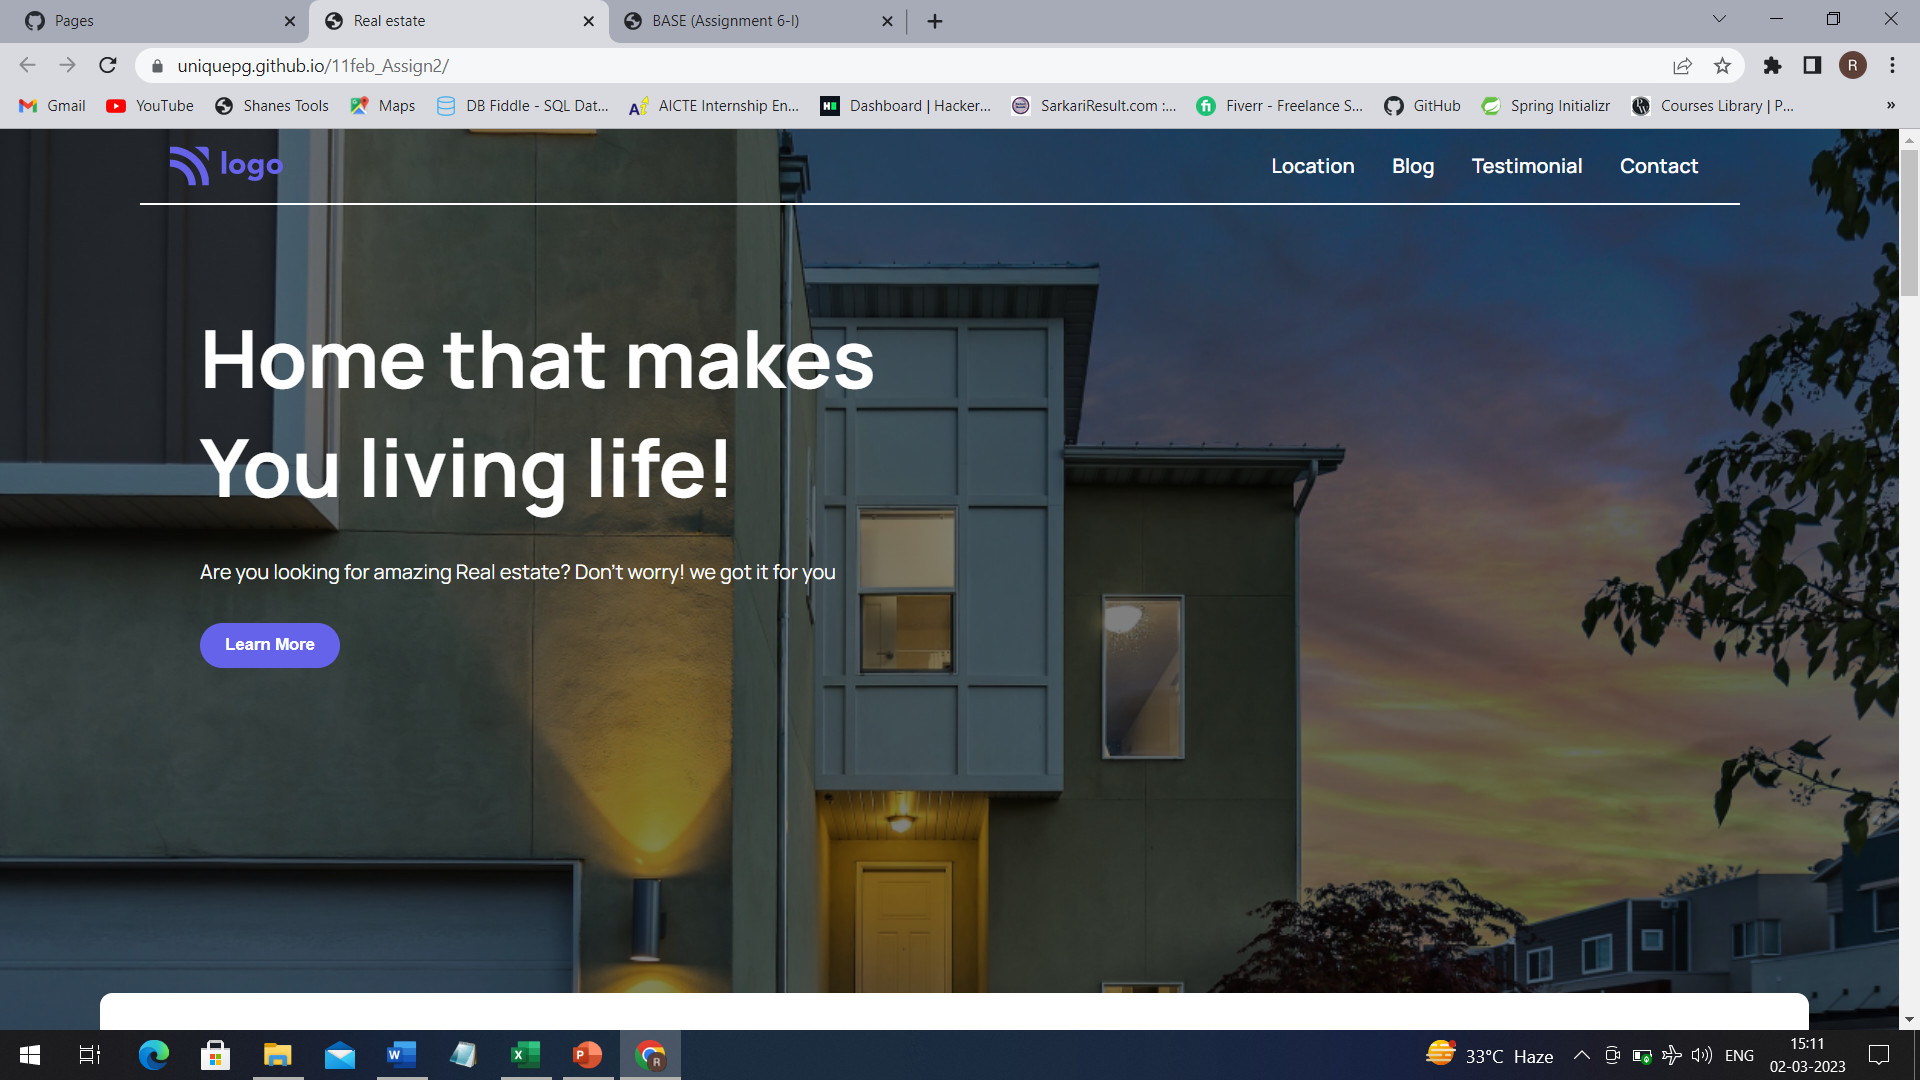 Pages
Real estate
BASE (Assignment 6-I)
uniquepg.github.io/11feb_Assign2/
R
Gmail
YouTube
Shanes Tools
Maps
DB Fiddle - SQL Dat...
AICTE Internship En...
Dashboard | Hacker...
SarkariResult.com :...
Fiverr - Freelance S...
GitHub
Spring Initializr
Courses Library | P...
»
logo
Location
Blog
Testimonial
Contact
Home that makes
You living life!
Are you looking for amazing Real estate? Don't worry! we got it for you
Learn More
33°C Haze
ENG
15:11
02-03-2023